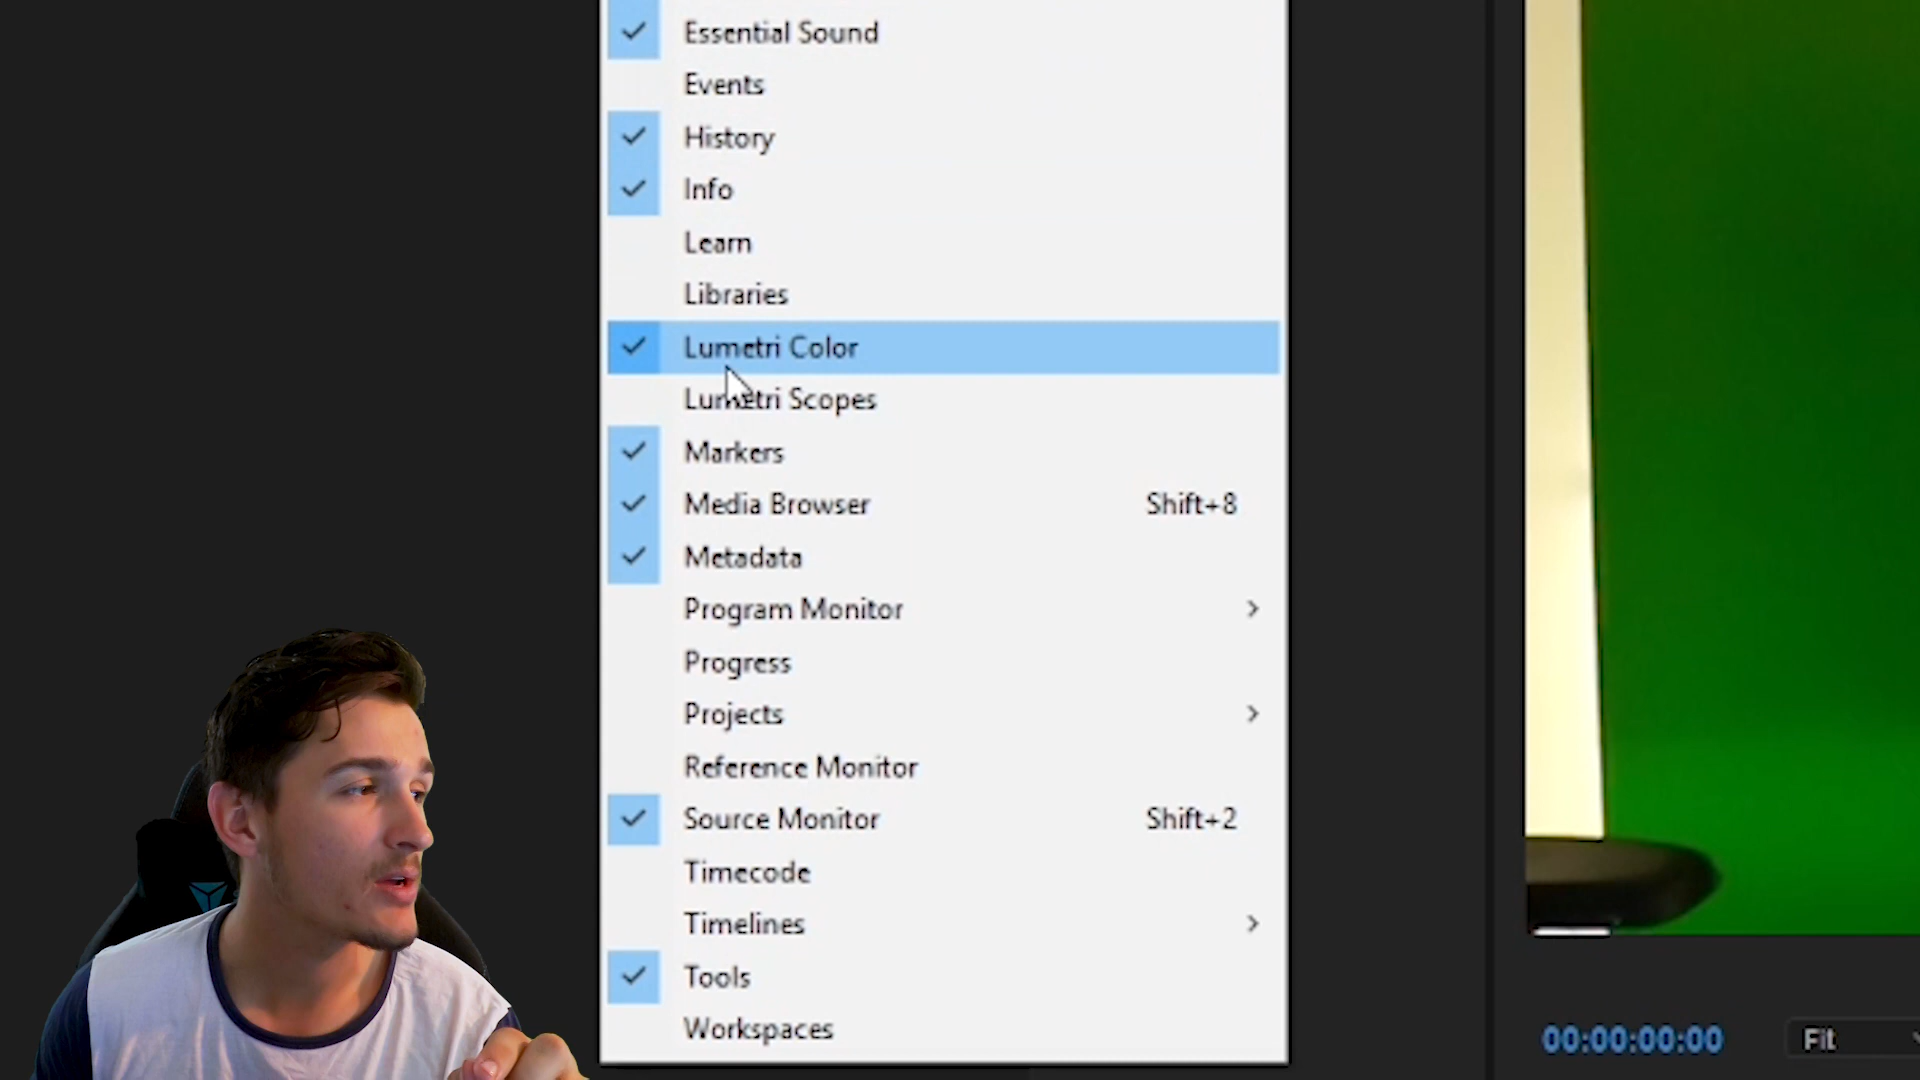 Essential Sound
Events
History
Info
Learn
Libraries
Lumetri Color
Lumetri Scopes
Markers
Media Browser Shift+8
Metadata
Program Monitor
Progress
Projects
Reference Monitor
Source Monitor Shift+2
Timecode
Timelines
Tools
Workspaces
00:00:00:00 Fit